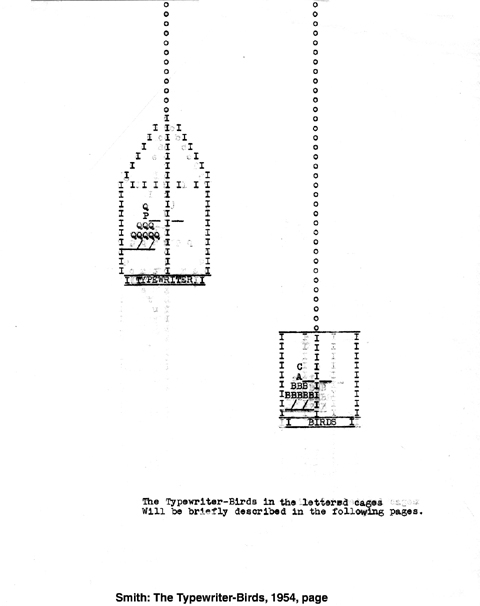 TYPEWRITER
BIRDS
The Typewriter-Birds in the lettered cages
Will be briefly described in the following pages.
Smith: The Typewriter-Birds, 1954, page